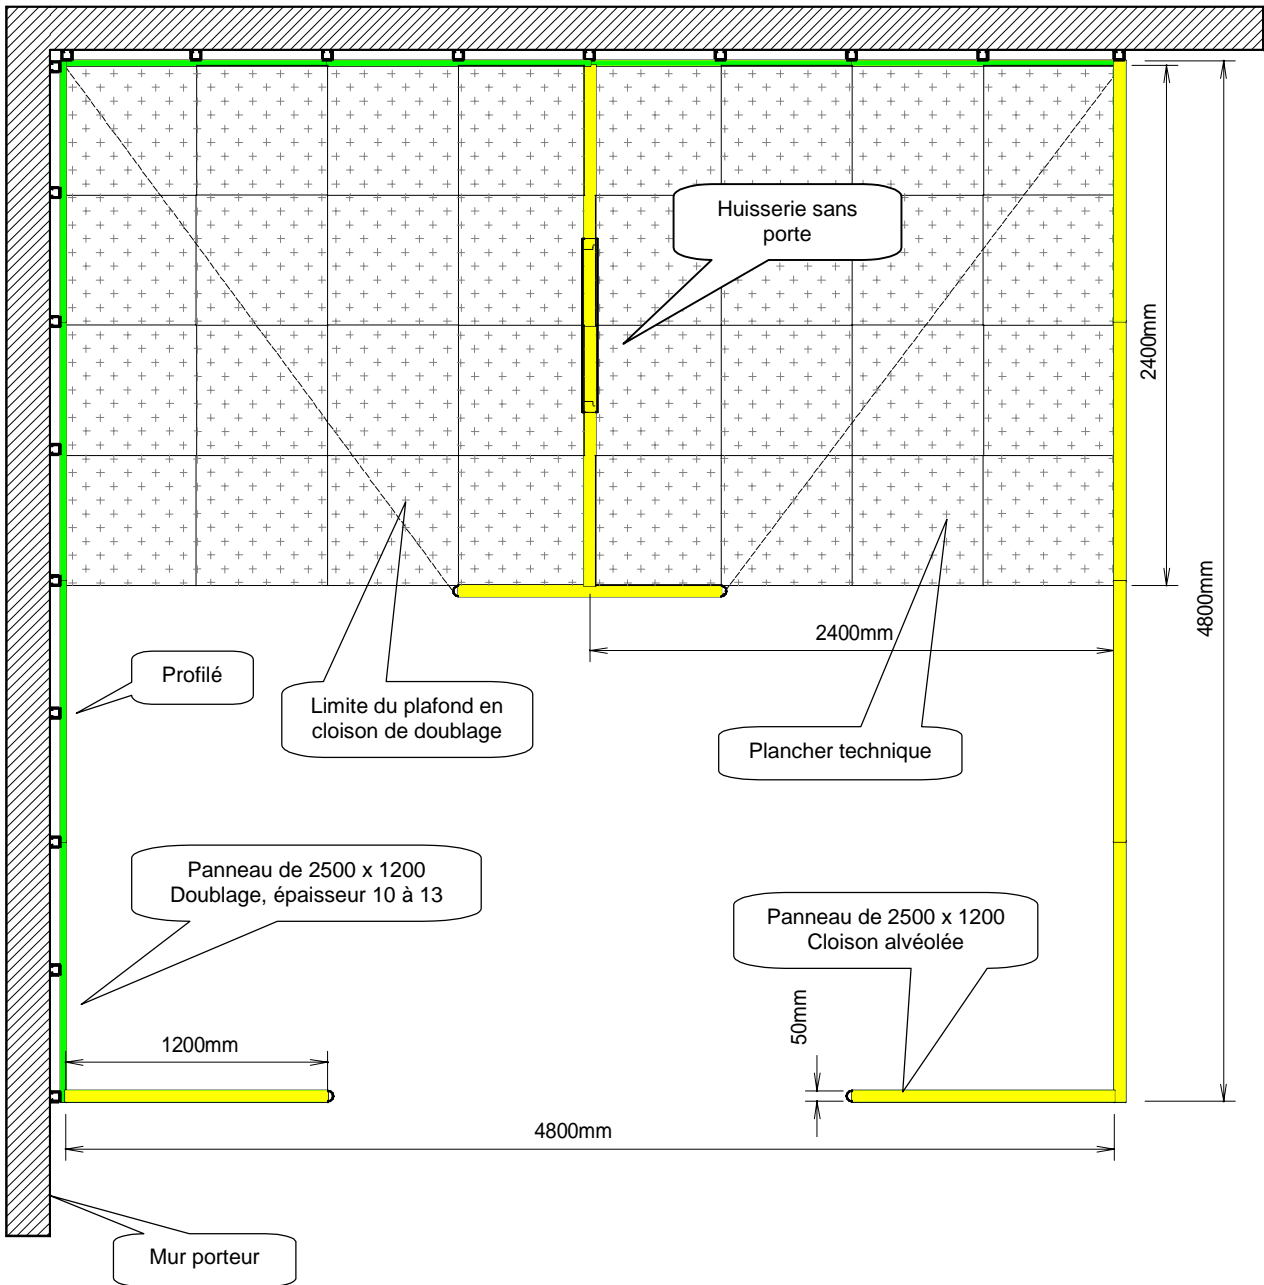 Huisserie sans
porte
2400mm
4800mm
2400mm
Profilé
Limite du plafond en
cloison de doublage
Plancher technique
Panneau de 2500 x 1200
Doublage, épaisseur 10 à 13
Panneau de 2500 x 1200
Cloison alvéolée
50mm
1200mm
4800mm
Mur porteur